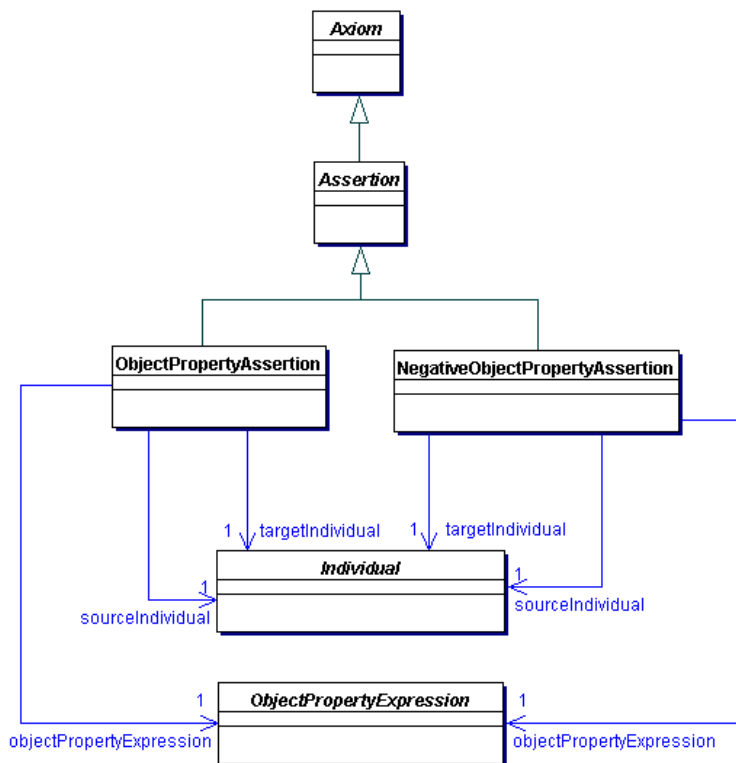 Axiom
Assertion
ObjectPropertyAssertion
NegativeObjectPropertyAssertion
1 targetIndividual
1 targetIndividual
Individual
1
sourceIndividual
1
sourceIndividual
ObjectPropertyExpression
1
objectPropertyExpression
1
objectPropertyExpression